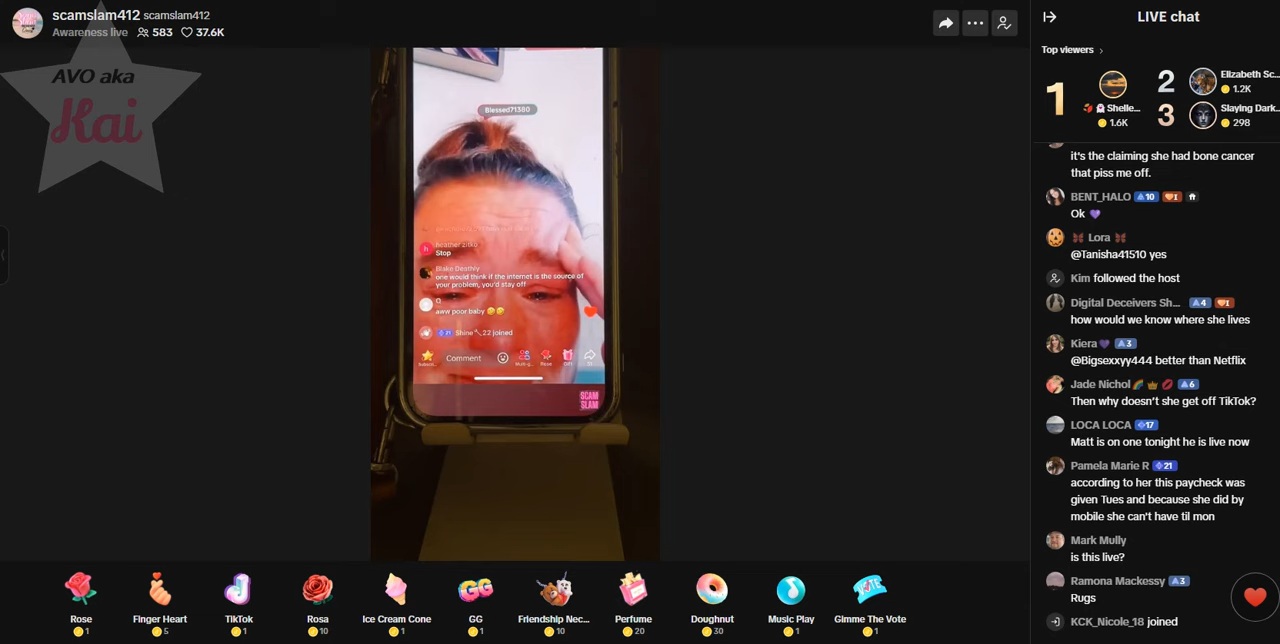 scamslam412 scamslam412
Awareness live 583 37.6K
AVO aka
Kai
Blessed71380
heather.zitko
Stop
Blake Deathly
one would think if the internet is the source of
your problem, you'd stay off
Q
aww poor baby
21 Shine 22 joined
Comment
Rose
Gift
SCAM
SLAM
Rose
1
Finger Heart
5
TikTok
1
Rosa
10
Ice Cream Cone
1
GG
GG
1
Friendship Nec...
10
Perfume
20
Doughnut
30
Music Play
1
VOTE
Gimme The Vote
1
LIVE chat
Top viewers
1
Shelle...
1.6K
2
Elizabeth Sc...
1.2K
3
Slaying Dark...
298
it's the claiming she had bone cancer
that piss me off.
BENT_HALO 10 I
Ok
Lora
@Tanisha41510 yes
Kim followed the host
Digital Deceivers Sh... 4 I
how would we know where she lives
Kiera 3
@Bigsexxyy444 better than Netflix
Jade Nichol 6
Then why doesn't she get off TikTok?
LOCA LOCA 17
Matt is on one tonight he is live now
Pamela Marie R 21
according to her this paycheck was
given Tues and because she did by
mobile she can't have til mon
Mark Mully
is this live?
Ramona Mackessy 3
Rugs
KCK_Nicole_18 joined